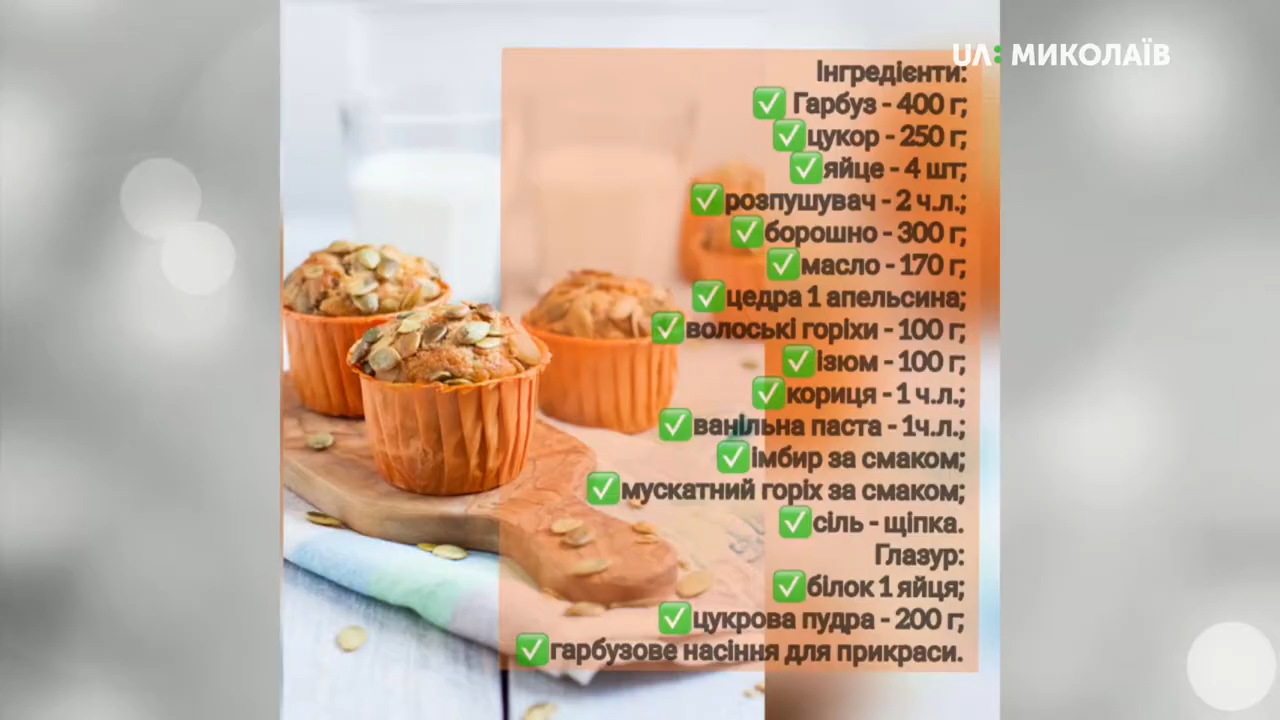 UA: МИКОЛАЇВ
Інгредієнти:
✅ Гарбуз - 400 г;
✅цукор - 250 г;
✅яйце - 4 шт;
✅розпушувач - 2 ч.л.;
✅борошно - 300 г;
✅масло - 170 г;
✅цедра 1 апельсина;
✅волоські горіхи - 100 г;
✅ізюм - 100 г;
✅кориця - 1 ч.л.;
✅ванільна паста - 1ч.л.;
✅імбир за смаком;
✅мускатний горіх за смаком;
✅сіль - щіпка.
Глазур:
✅білок 1 яйця;
✅цукрова пудра - 200 г;
✅гарбузове насіння для прикраси.